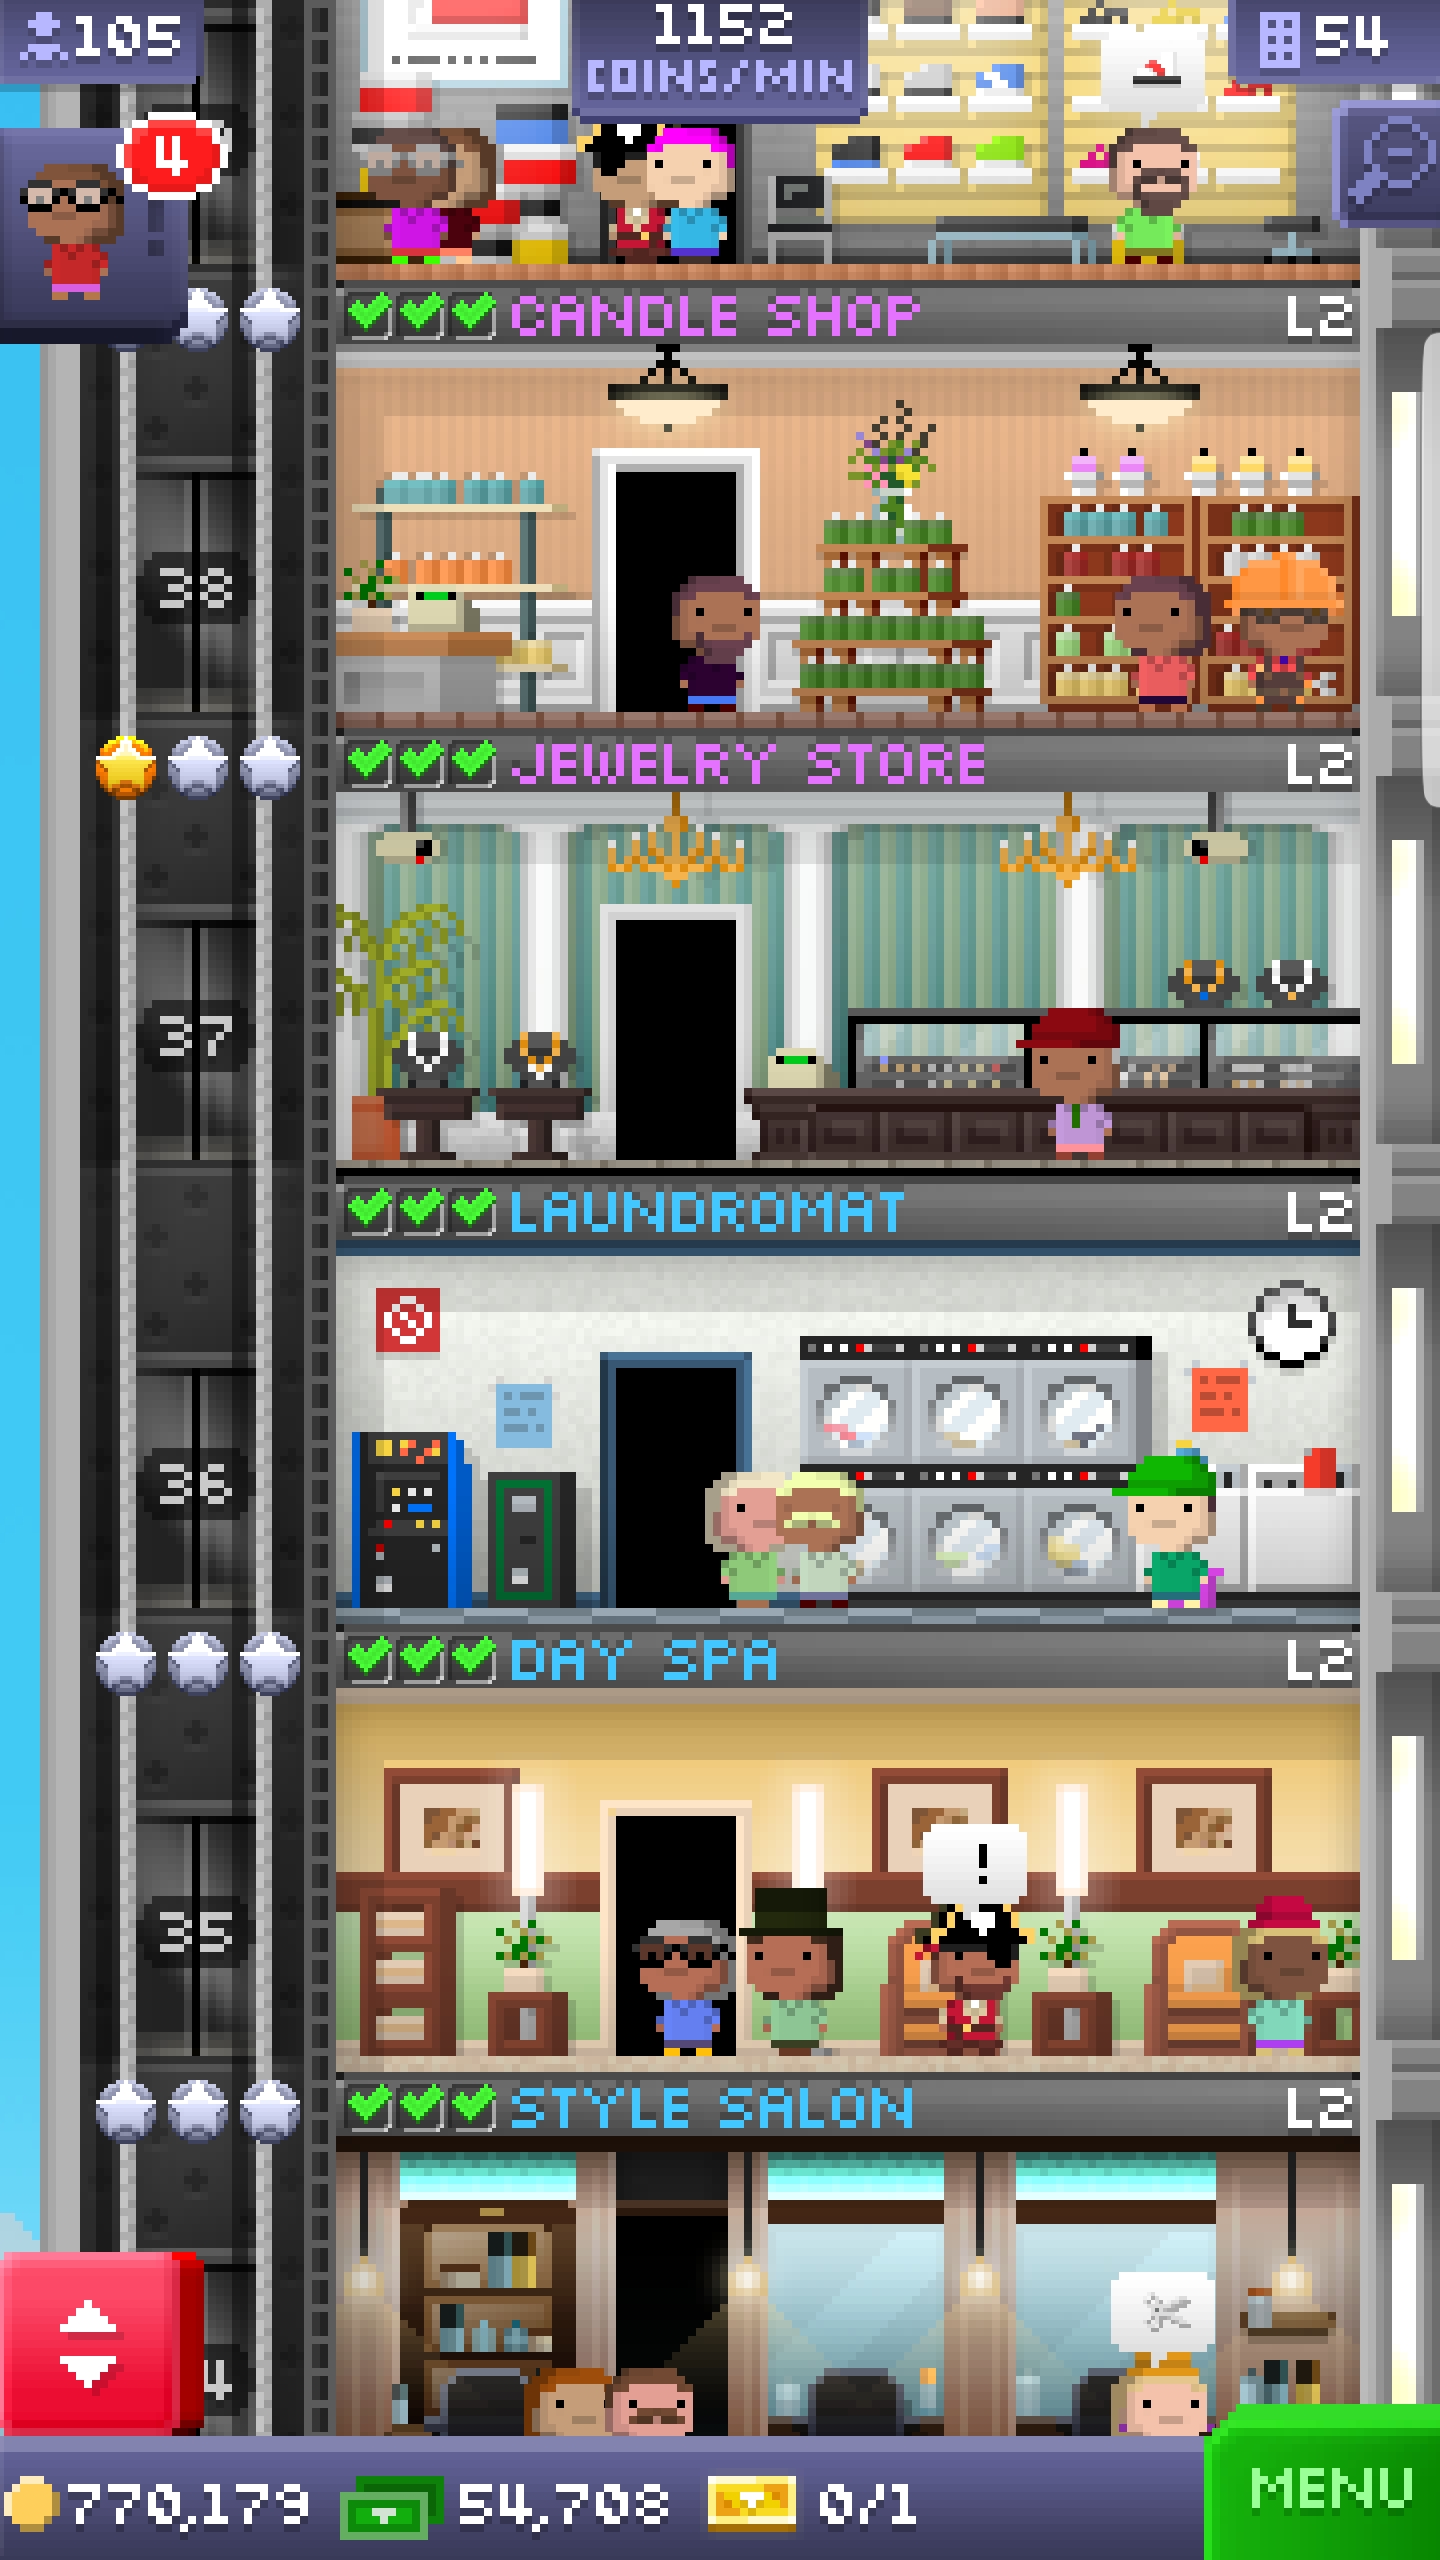 105
1152
COINS/MIN
54
4
CANDLE SHOP L2
38
JEWELRY STORE L2
37
LAUNDROMAT L2
36
DAY SPA L2
!
35
STYLE SALON L2
4
770,179 54,708 0/1
MENU